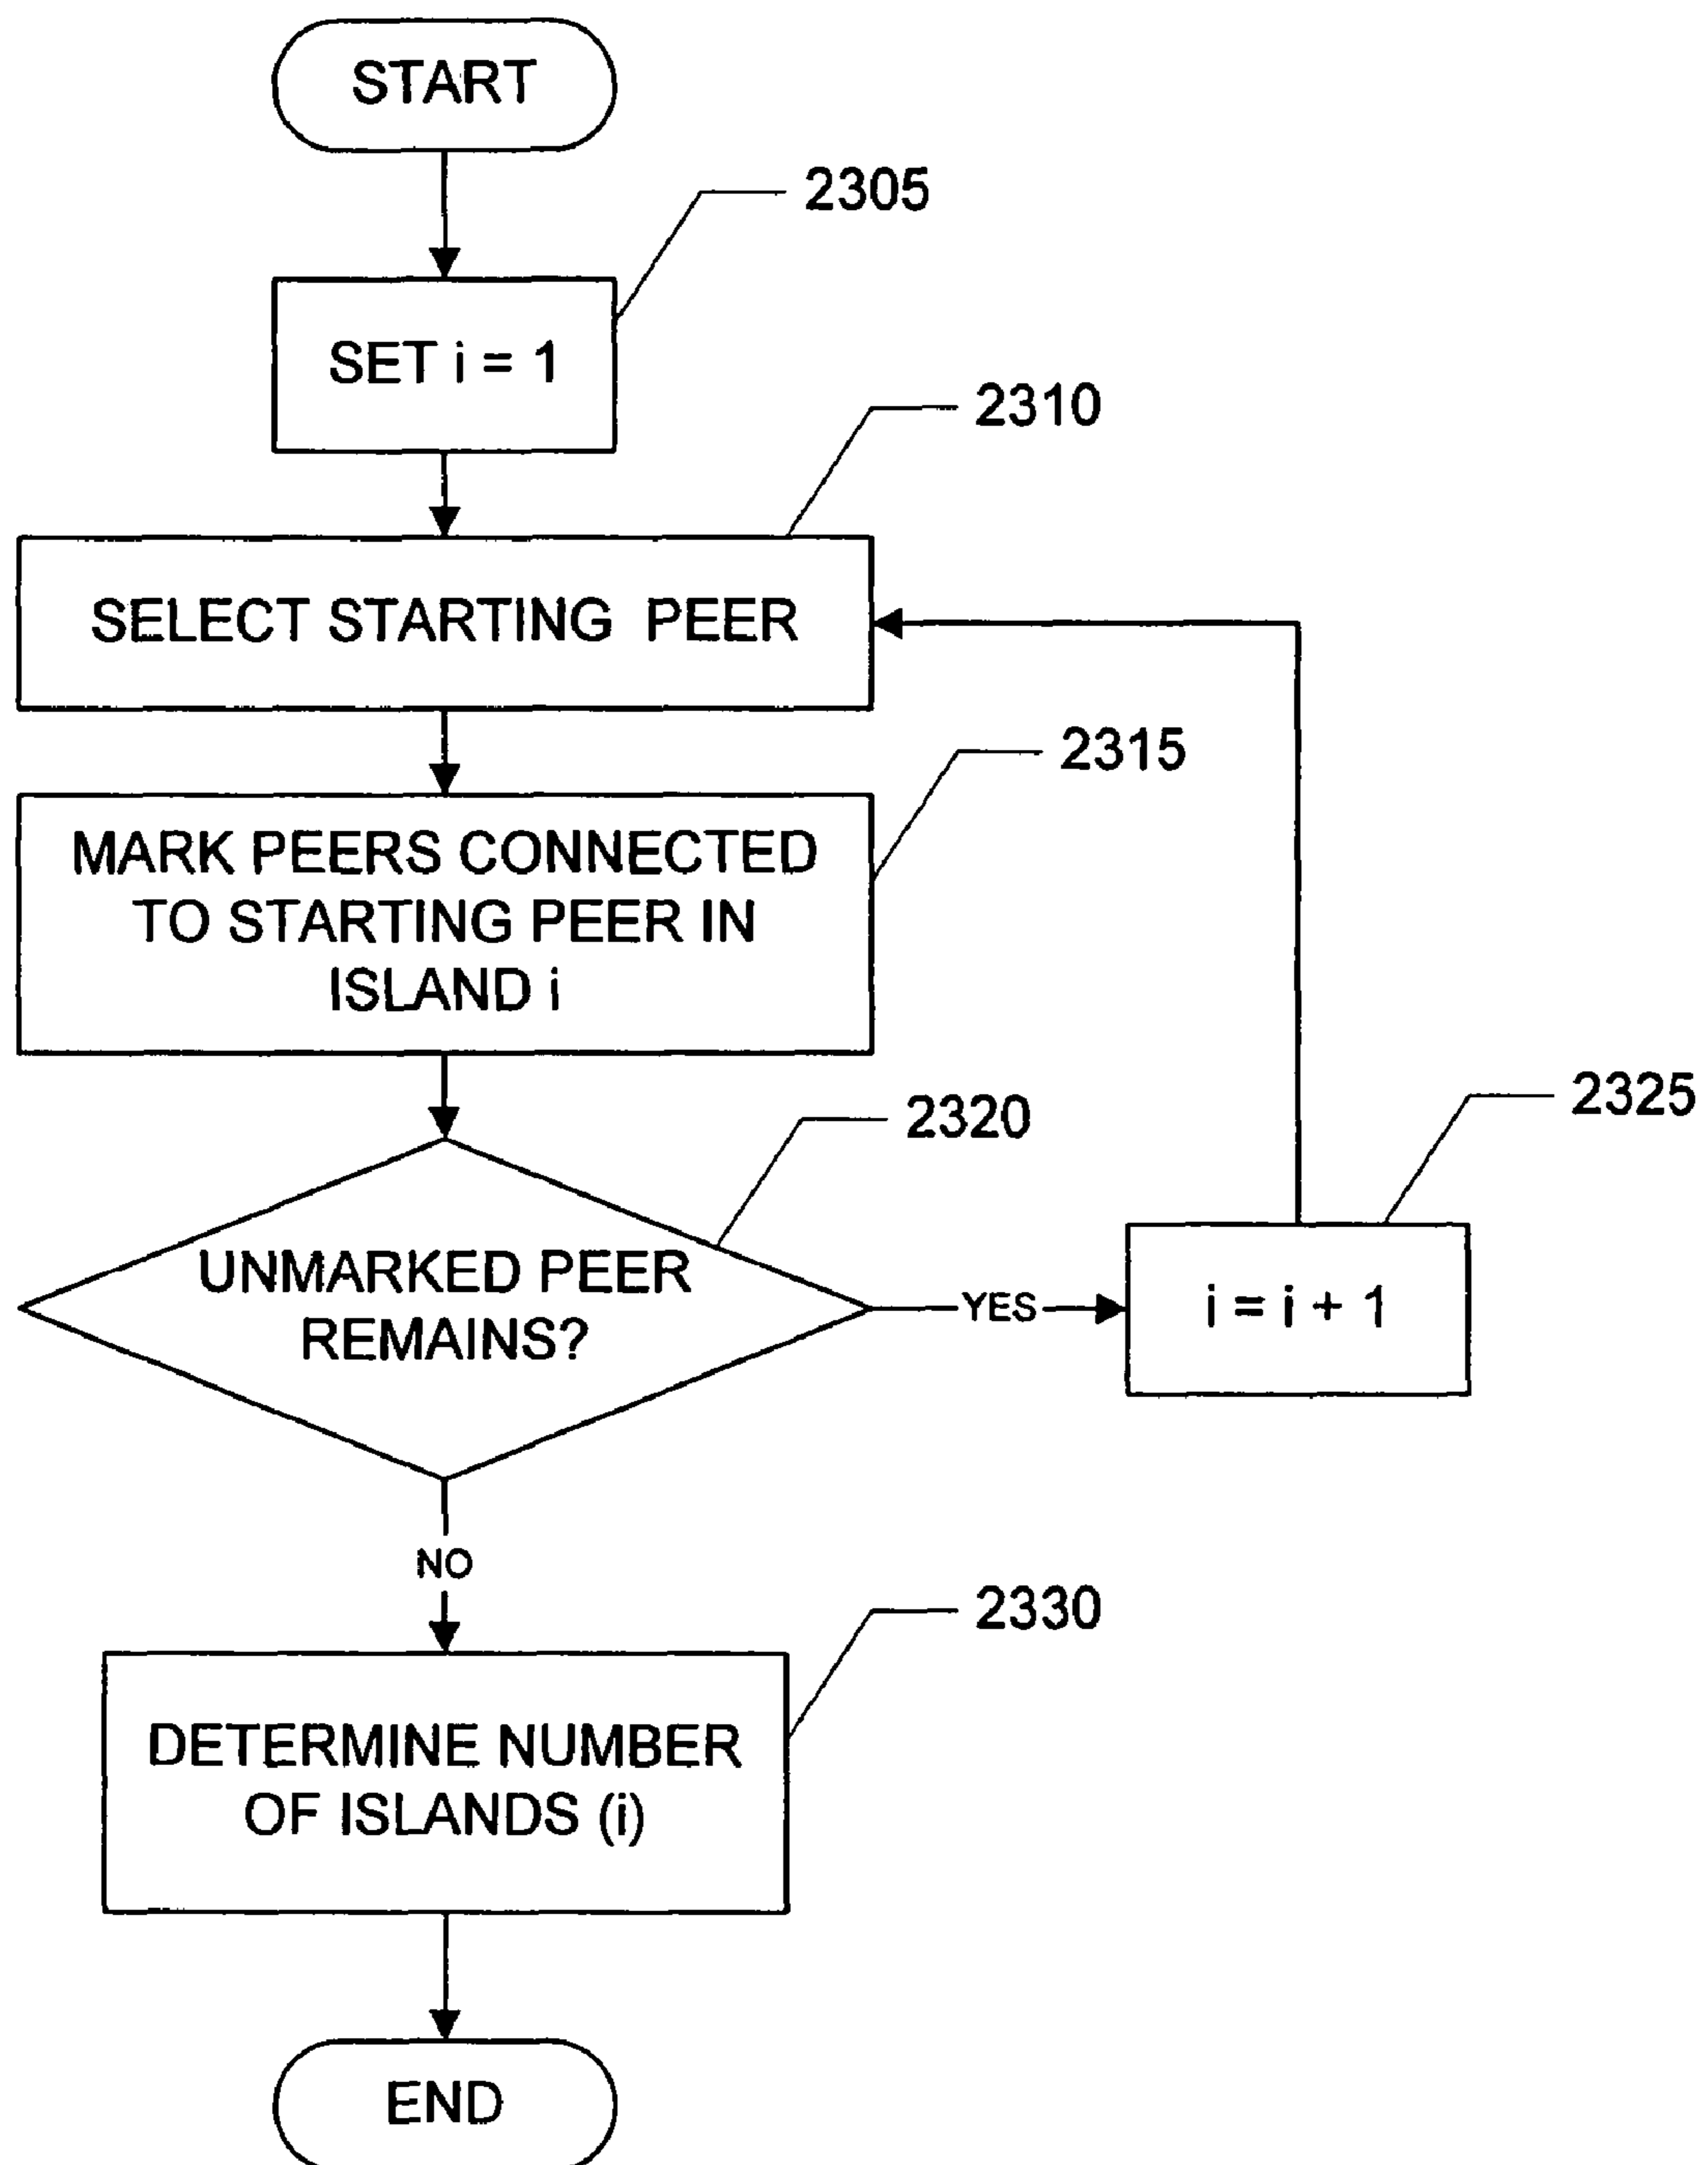 START
2305
SET i = 1
2310
SELECT STARTING PEER
2315
MARK PEERS CONNECTED
TO STARTING PEER IN
ISLAND i
2320
2325
UNMARKED PEER
REMAINS?
YES
i = i + 1
NO
2330
DETERMINE NUMBER
OF ISLANDS (i)
END